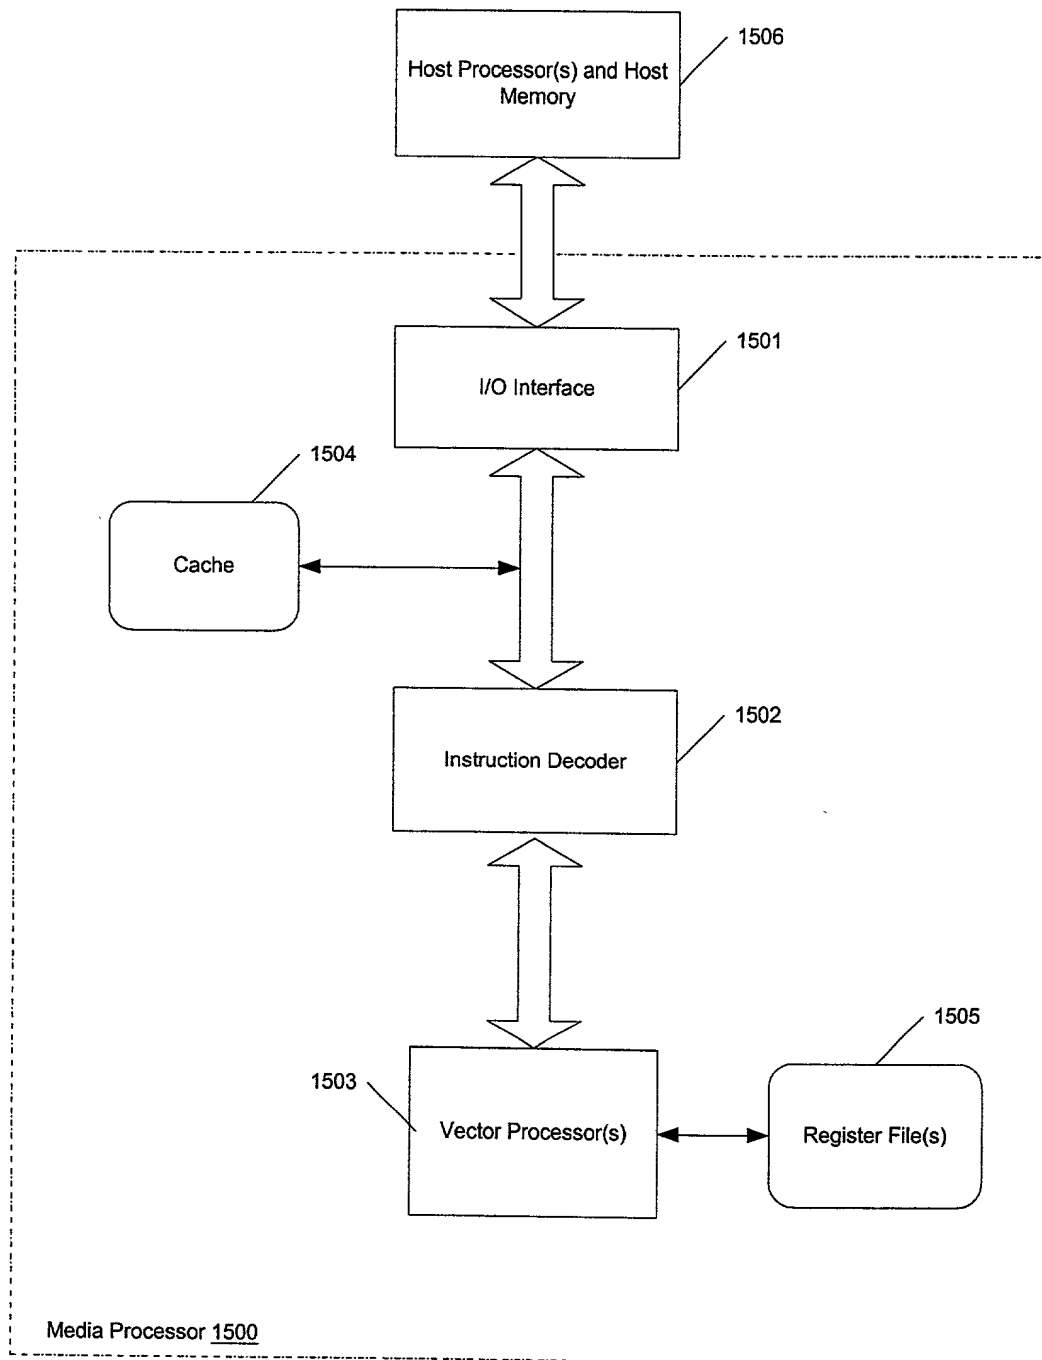 1506
Host Processor(s) and Host
Memory
1501
I/O Interface
1504
Cache
1502
Instruction Decoder
1505
1503
Vector Processor(s)
Register File(s)
Media Processor 1500